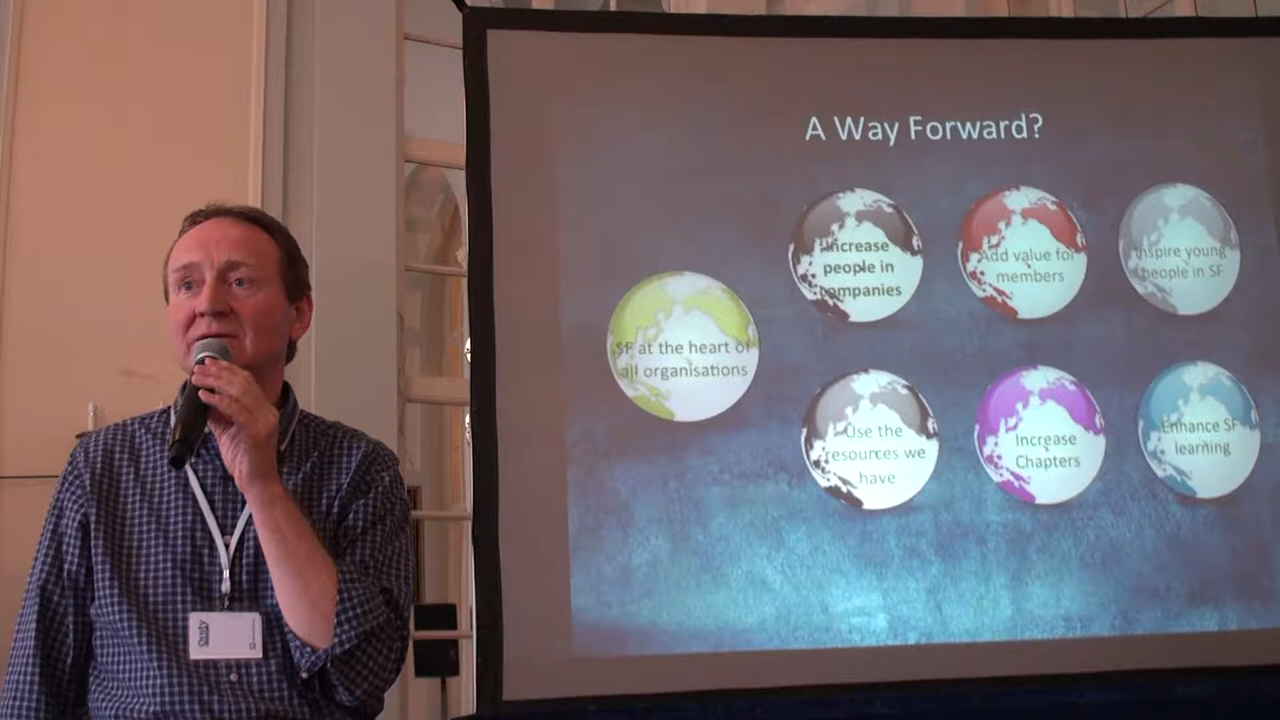 A Way Forward?
SF at the heart of
all organisations
Increase
people in
companies
Add value for
members
Inspire young
people in SF
Use the
resources we
have
Increase
Chapters
Enhance SF
learning